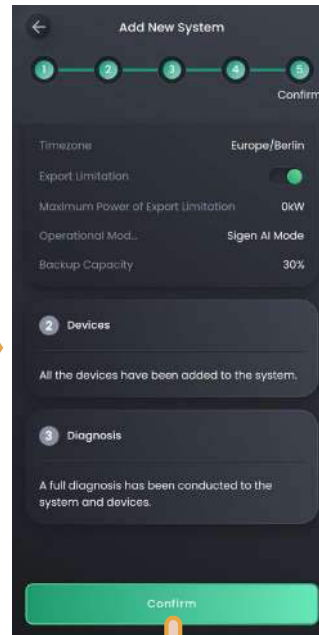 Add New System
1 2 3 4 5
Confirm
Timezone Europe/Berlin
Export Limitation
Maximum Power of Export Limitation 0kW
Operational Mod... Sigen AI Mode
Backup Capacity 30%
2 Devices
All the devices have been added to the system.
3 Diagnosis
A full diagnosis has been conducted to the
system and devices.
Confirm